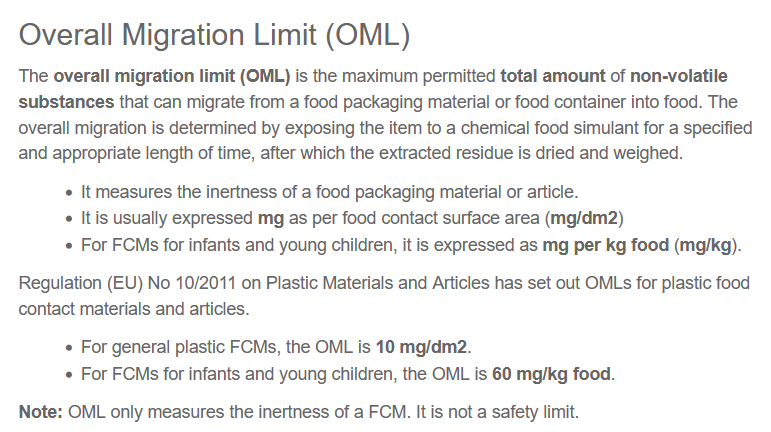 Overall Migration Limit (OML)
The overall migration limit (OML) is the maximum permitted total amount of non-volatile
substances that can migrate from a food packaging material or food container into food. The
overall migration is determined by exposing the item to a chemical food simulant for a specified
and appropriate length of time, after which the extracted residue is dried and weighed.
• It measures the inertness of a food packaging material or article.
• It is usually expressed mg as per food contact surface area (mg/dm2)
• For FCMs for infants and young children, it is expressed as mg per kg food (mg/kg).
Regulation (EU) No 10/2011 on Plastic Materials and Articles has set out OMLs for plastic food
contact materials and articles.
• For general plastic FCMs, the OML is 10 mg/dm2.
• For FCMs for infants and young children, the OML is 60 mg/kg food.
Note: OML only measures the inertness of a FCM. It is not a safety limit.